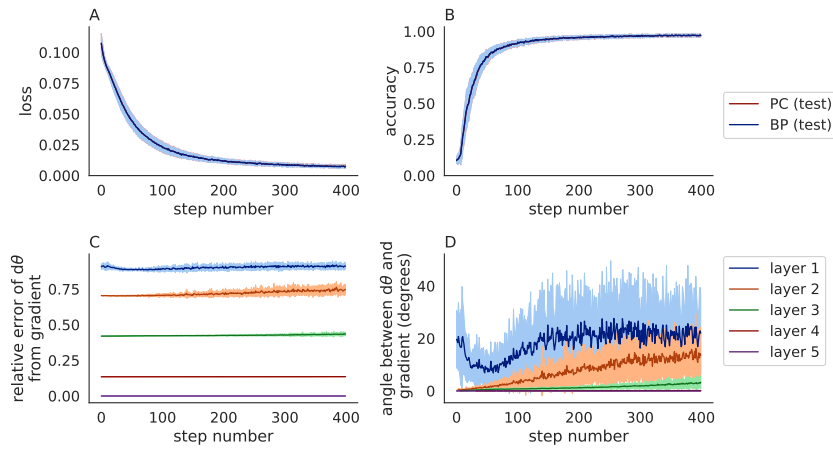 A
loss
0.100
0.075
0.050
0.025
0.000
0
100
200
300
400
step number
B
accuracy
1.00
0.75
0.50
0.25
0.00
0
100
200
300
400
step number
PC (test)
BP (test)
C
relative error of dθ
from gradient
0.75
0.50
0.25
0.00
0
100
200
300
400
step number
D
angle between dθ and
gradient (degrees)
40
20
0
0
100
200
300
400
step number
layer 1
layer 2
layer 3
layer 4
layer 5